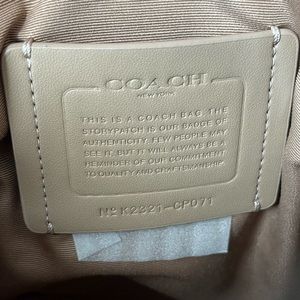 COACH
NEW YORK
THIS IS A COACH BAG. THE
STORYPATCH IS OUR BADGE OF
AUTHENTICITY. FEW PEOPLE MAY
SEE IT, BUT IT WILL ALWAYS BE A
REMINDER OF OUR COMMITMENT
TO QUALITY AND CRAFTSMANSHIP.
Nº K2321-CP071